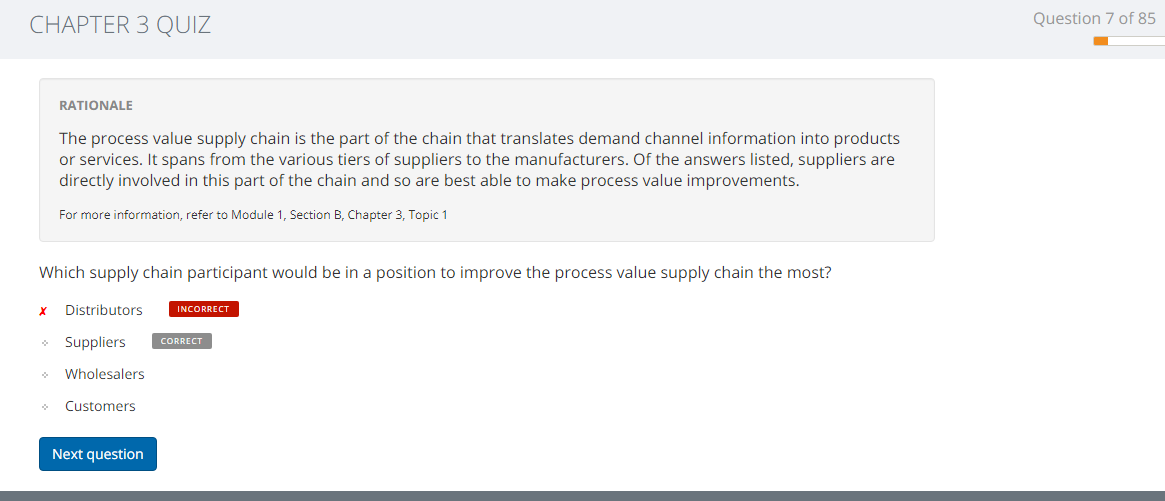 CHAPTER 3 QUIZ
Question 7 of 85
RATIONALE
The process value supply chain is the part of the chain that translates demand channel information into products
or services. It spans from the various tiers of suppliers to the manufacturers. Of the answers listed, suppliers are
directly involved in this part of the chain and so are best able to make process value improvements.
For more information, refer to Module 1, Section B, Chapter 3, Topic 1
Which supply chain participant would be in a position to improve the process value supply chain the most?
✗ Distributors INCORRECT
Suppliers CORRECT
Wholesalers
Customers
Next question